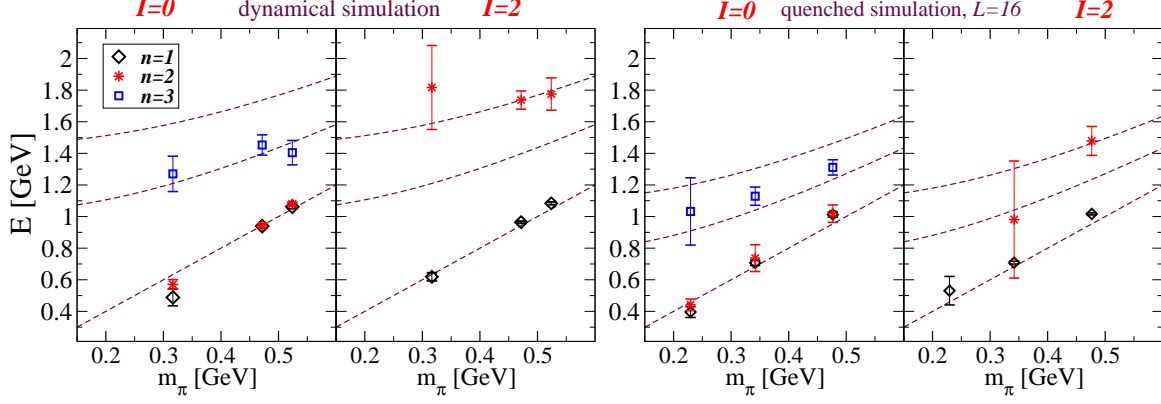 I=0 dynamical simulation I=2 I=0 quenched simulation, L=16 I=2
n=1
n=2
n=3
E [GeV]
2
1.8
1.6
1.4
1.2
1
0.8
0.6
0.4
2
1.8
1.6
1.4
1.2
1
0.8
0.6
0.4
0.2 0.3 0.4 0.5 0.2 0.3 0.4 0.5 0.2 0.3 0.4 0.5 0.2 0.3 0.4 0.5
m_π [GeV] m_π [GeV] m_π [GeV] m_π [GeV]